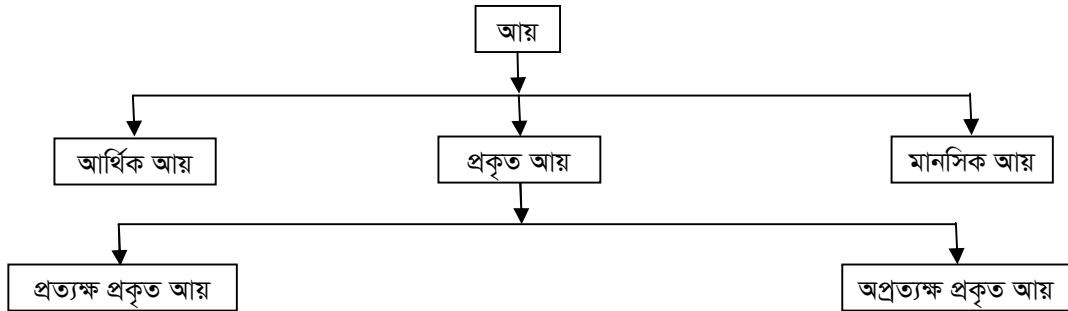 আয়
আর্থিক আয়
প্রকৃত আয়
মানসিক আয়
প্রত্যক্ষ প্রকৃত আয়
অপ্রত্যক্ষ প্রকৃত আয়